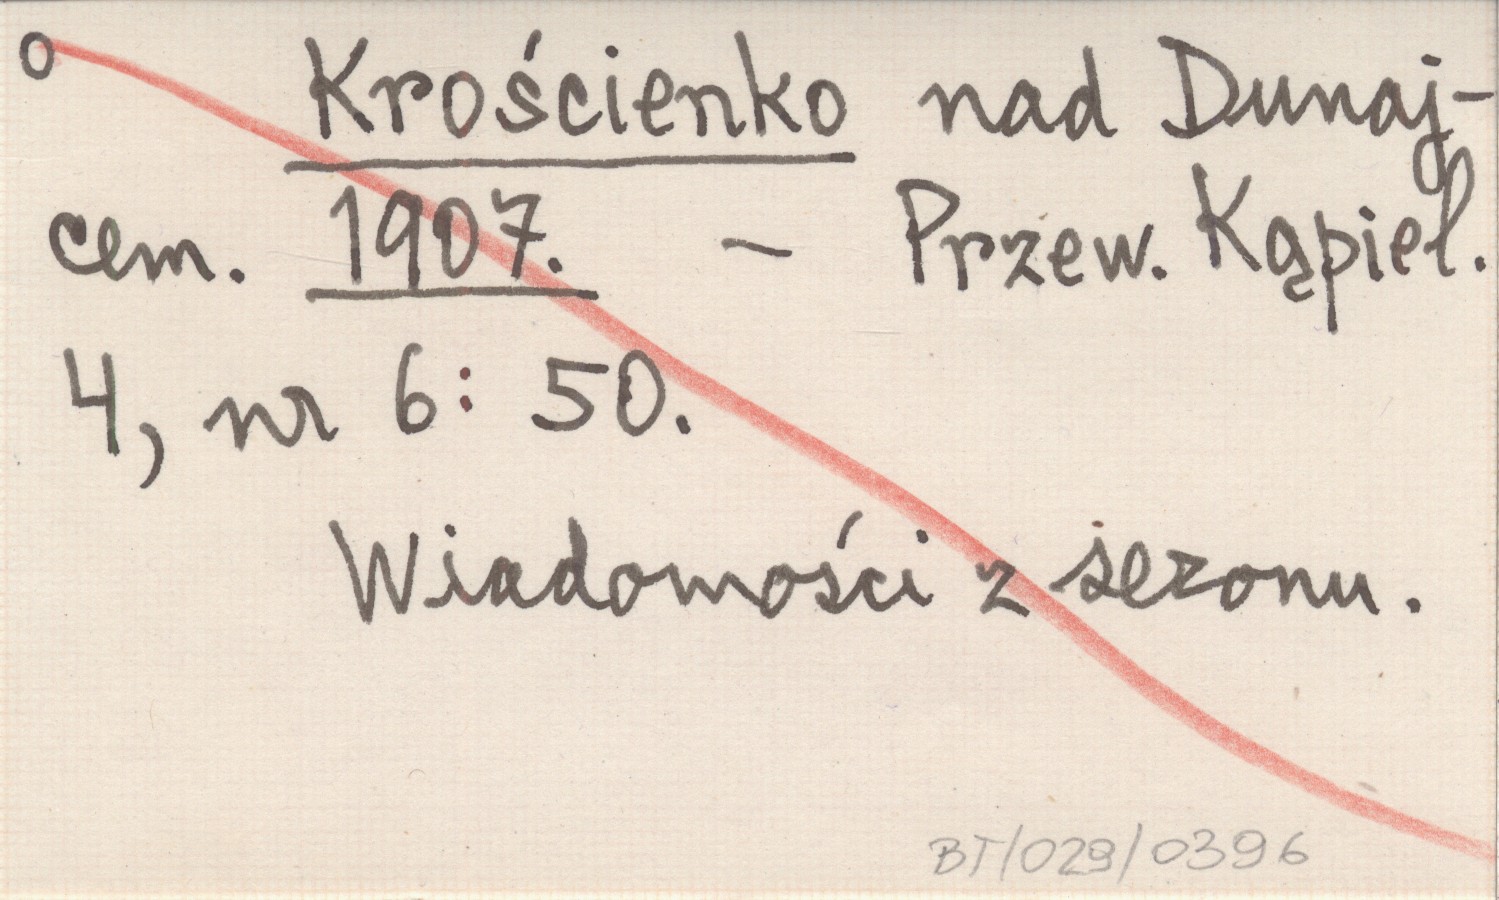 o Krościenko nad Dunaj-
cem. 1907. - Przew. Kąpiel.
4, nr 6: 50.
Wiadomości z sezonu.
BT/029/0396